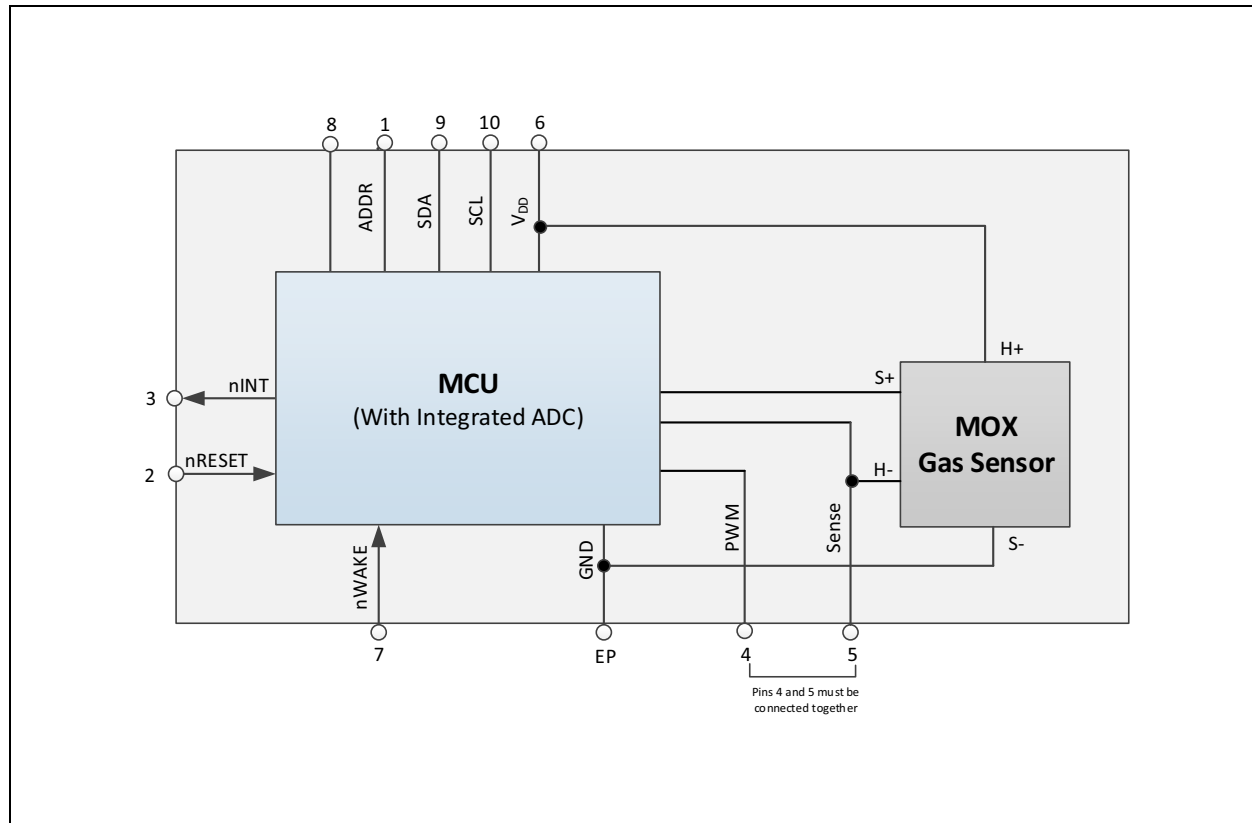 8
1
9
10
6
ADDR
SDA
SCL
VDD
H+
MCU
(With Integrated ADC)
S+
MOX
Gas Sensor
H-
S-
3
nINT
2
nRESET
nWAKE
GND
PWM
Sense
7
EP
4
5
Pins 4 and 5 must be
connected together